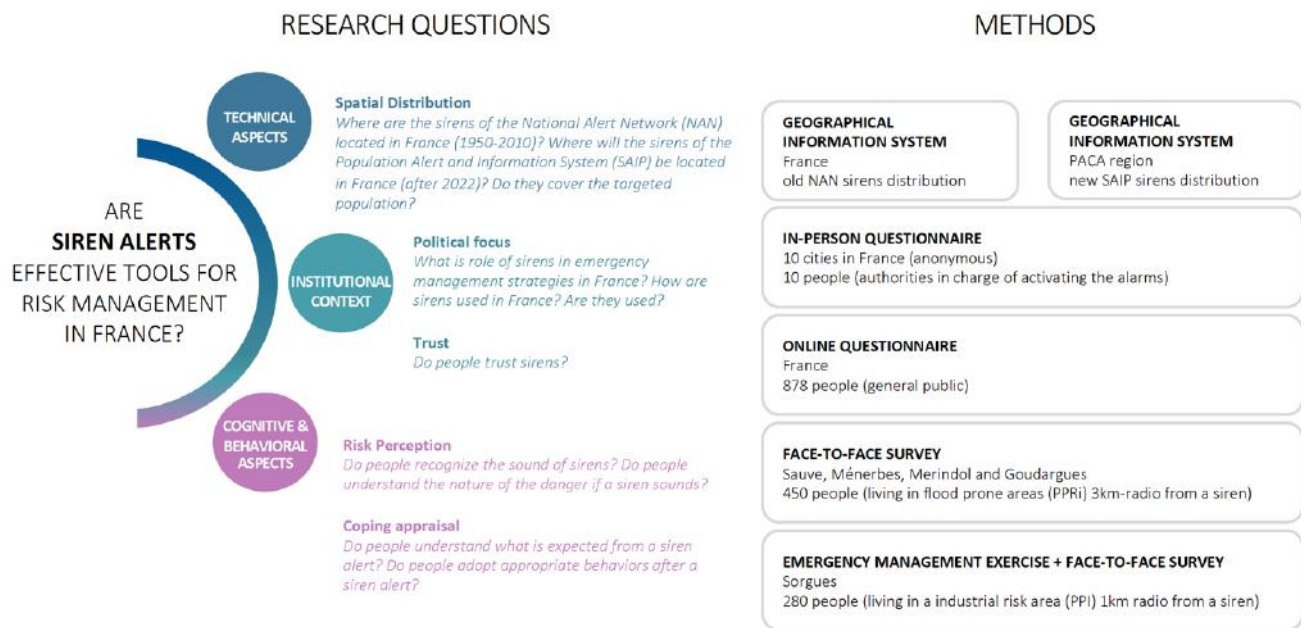 RESEARCH QUESTIONS
METHODS
ARE
SIREN ALERTS
EFFECTIVE TOOLS FOR
RISK MANAGEMENT
IN FRANCE?
TECHNICAL
ASPECTS
Spatial Distribution
Where are the sirens of the National Alert Network (NAN)
located in France (1950-2010)? Where will the sirens of the
Population Alert and Information System (SAIP) be located
in France (after 2022)? Do they cover the targeted
population?
INSTITUTIONAL
CONTEXT
Political focus
What is role of sirens in emergency
management strategies in France? How are
sirens used in France? Are they used?
Trust
Do people trust sirens?
COGNITIVE &
BEHAVIORAL
ASPECTS
Risk Perception
Do people recognize the sound of sirens? Do people
understand the nature of the danger if a siren sounds?
Coping appraisal
Do people understand what is expected from a siren
alert? Do people adopt appropriate behaviors after a
siren alert?
GEOGRAPHICAL
INFORMATION SYSTEM
France
old NAN sirens distribution
GEOGRAPHICAL
INFORMATION SYSTEM
PACA region
new SAIP sirens distribution
IN-PERSON QUESTIONNAIRE
10 cities in France (anonymous)
10 people (authorities in charge of activating the alarms)
ONLINE QUESTIONNAIRE
France
878 people (general public)
FACE-TO-FACE SURVEY
Sauve, Ménerbes, Merindol and Goudargues
450 people (living in flood prone areas (PPRi) 3km-radio from a siren)
EMERGENCY MANAGEMENT EXERCISE + FACE-TO-FACE SURVEY
Sorgues
280 people (living in a industrial risk area (PPI) 1km radio from a siren)